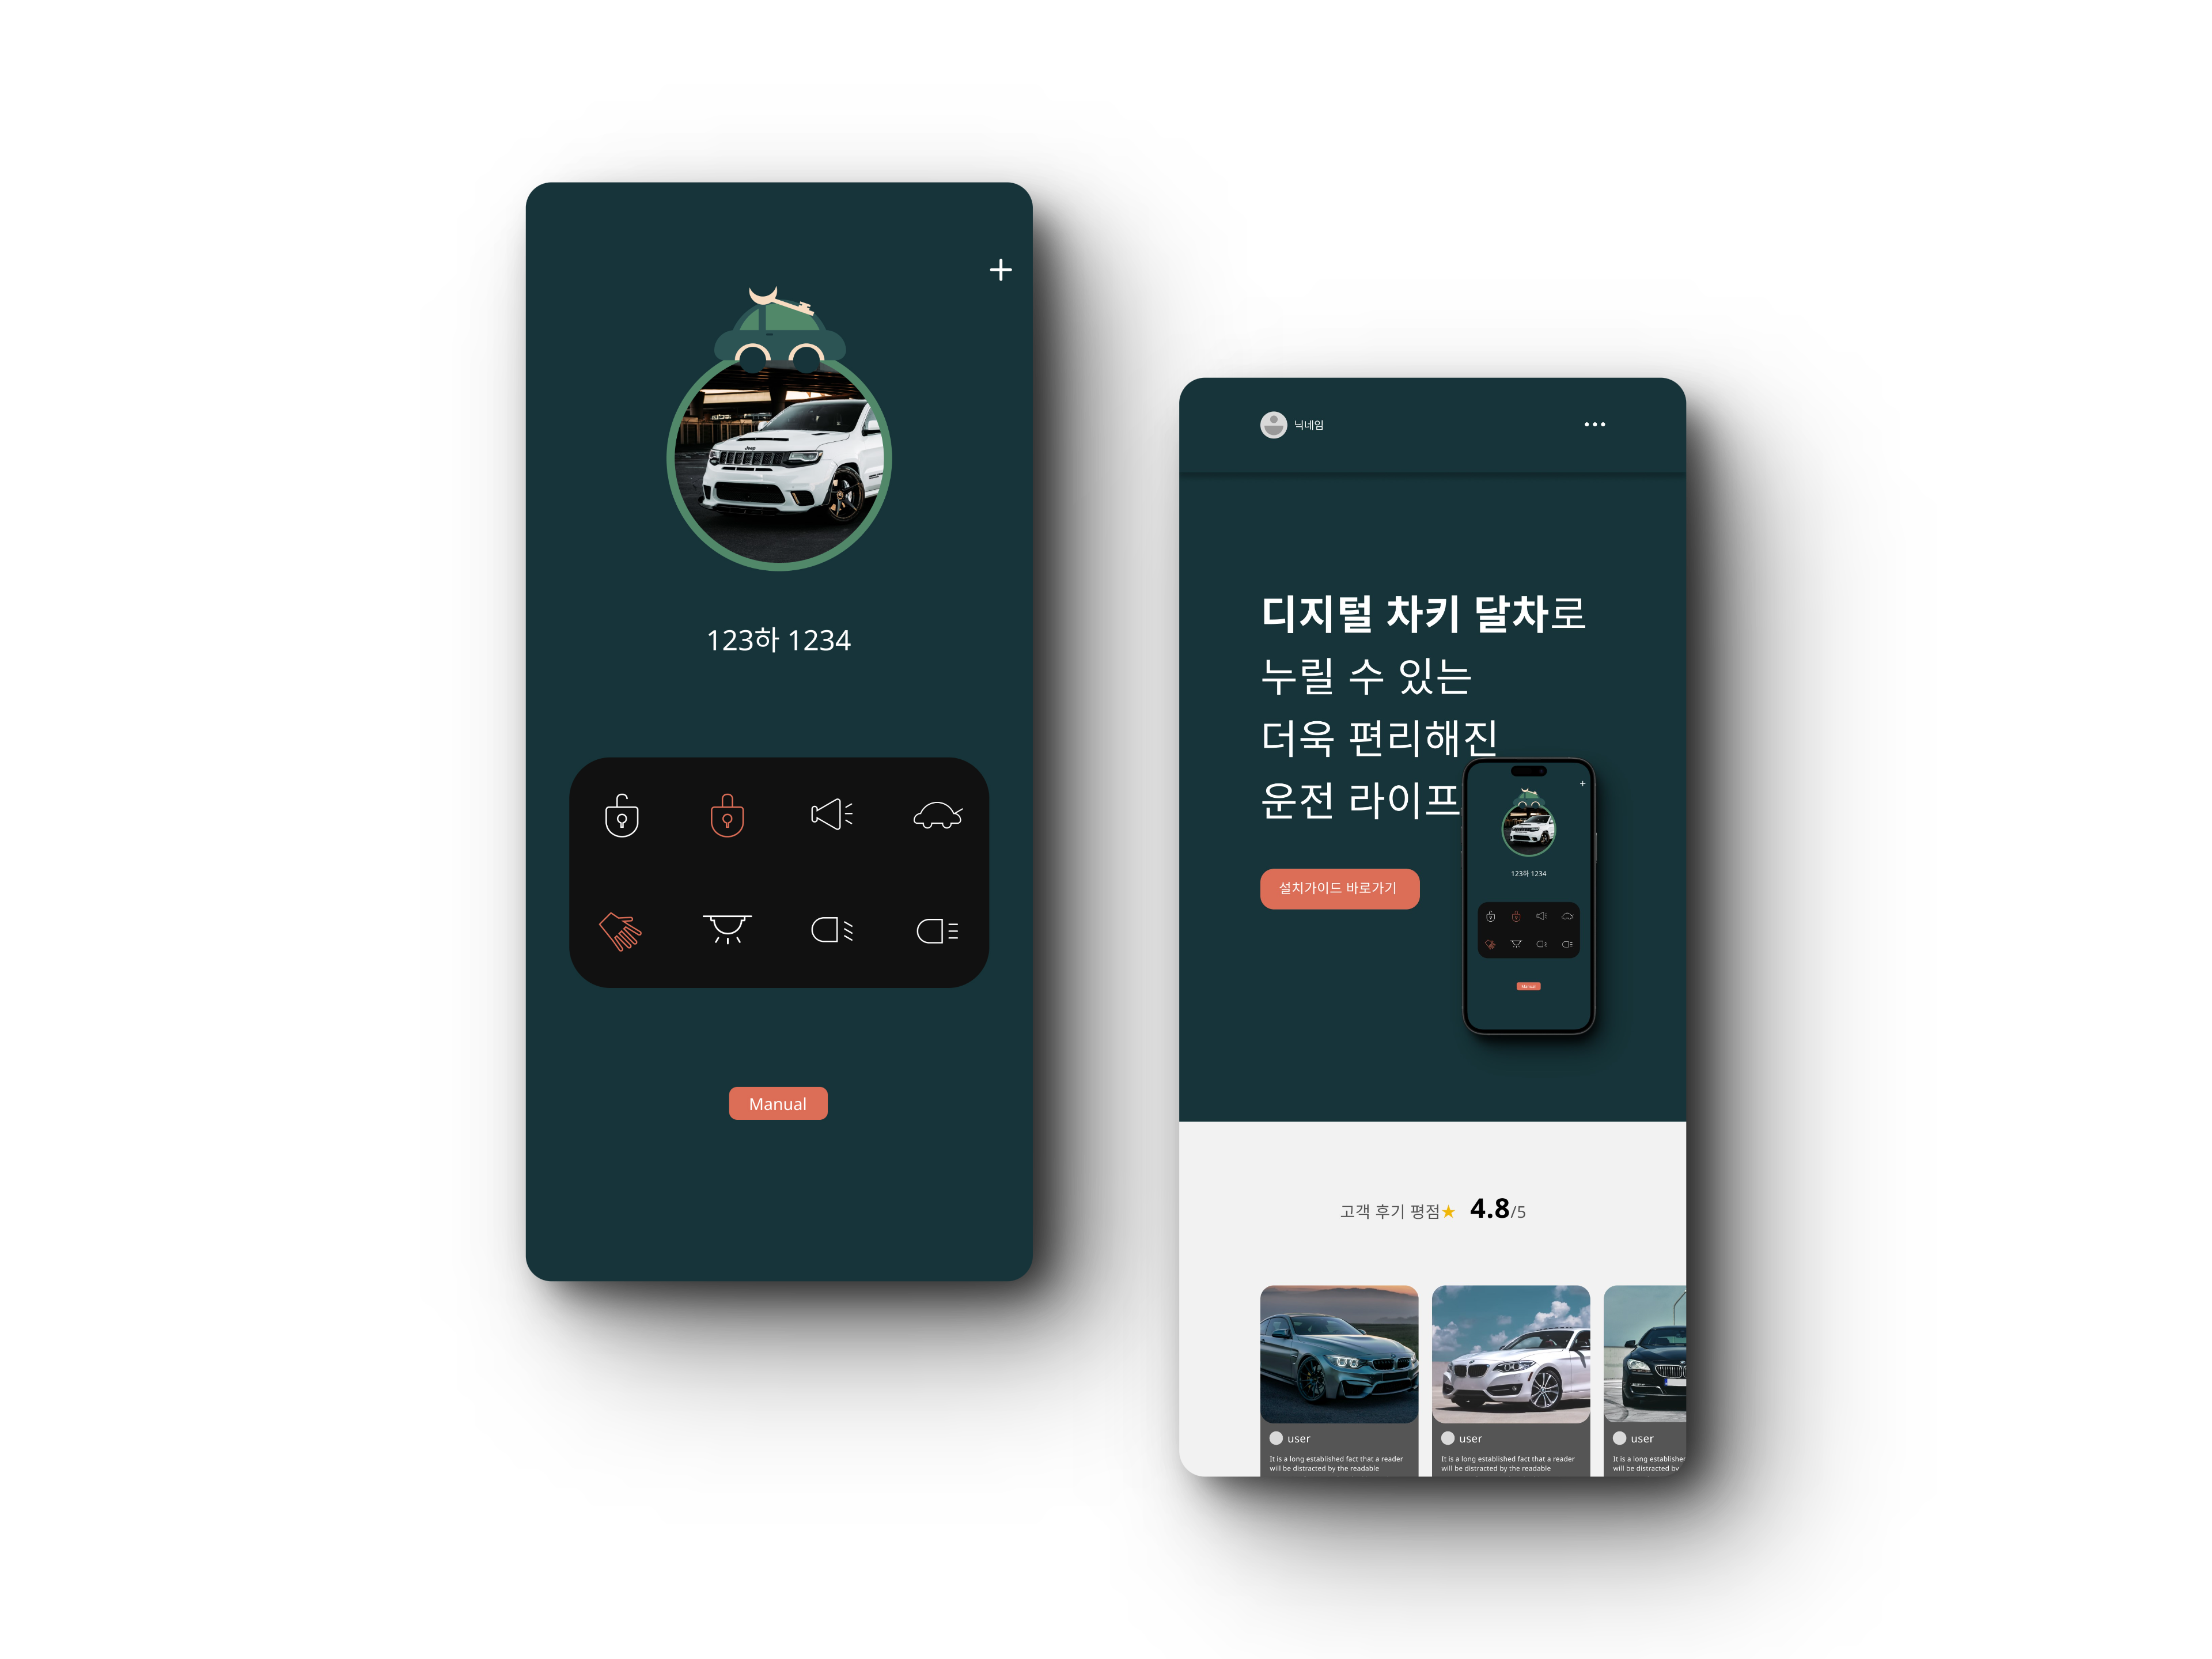 123하 1234
Manual
닉네임
디지털 차키 달차로
누릴 수 있는
더욱 편리해진
운전 라이프
123하 1234
Manual
설치가이드 바로가기
고객 후기 평점★ 4.8/5
user
It is a long established fact that a reader
will be distracted by the readable
user
It is a long established fact that a reader
will be distracted by the readable
user
It is a long established
will be distracted by